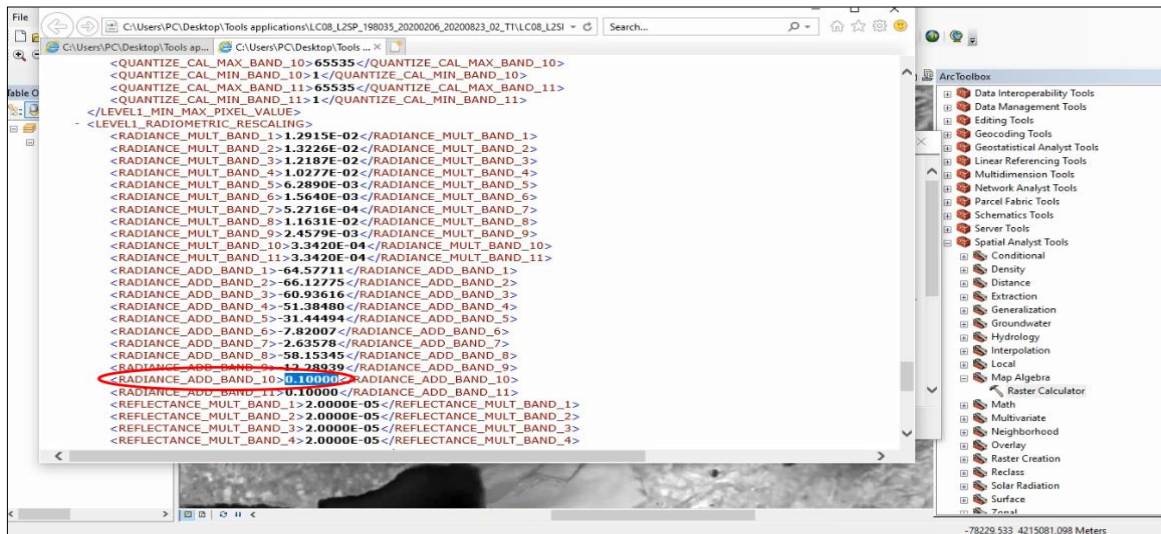 File
C:\Users\PC\Desktop\Tools applications\LC08_L2SP_198035_20200206_20200823_02_T1\LC08_L2SI
Search...
C:\Users\PC\Desktop\Tools ap...
C:\Users\PC\Desktop\Tools ...
<QUANTIZE_CAL_MAX_BAND_10>65535</QUANTIZE_CAL_MAX_BAND_10>
<QUANTIZE_CAL_MIN_BAND_10>1</QUANTIZE_CAL_MIN_BAND_10>
<QUANTIZE_CAL_MAX_BAND_11>65535</QUANTIZE_CAL_MAX_BAND_11>
<QUANTIZE_CAL_MIN_BAND_11>1</QUANTIZE_CAL_MIN_BAND_11>
</LEVEL1_MIN_MAX_PIXEL_VALUE>
- <LEVEL1_RADIOMETRIC_RESCALING>
<RADIANCE_MULT_BAND_1>1.2915E-02</RADIANCE_MULT_BAND_1>
<RADIANCE_MULT_BAND_2>1.3226E-02</RADIANCE_MULT_BAND_2>
<RADIANCE_MULT_BAND_3>1.2187E-02</RADIANCE_MULT_BAND_3>
<RADIANCE_MULT_BAND_4>1.0277E-02</RADIANCE_MULT_BAND_4>
<RADIANCE_MULT_BAND_5>6.2890E-03</RADIANCE_MULT_BAND_5>
<RADIANCE_MULT_BAND_6>1.5640E-03</RADIANCE_MULT_BAND_6>
<RADIANCE_MULT_BAND_7>5.2716E-04</RADIANCE_MULT_BAND_7>
<RADIANCE_MULT_BAND_8>1.1631E-02</RADIANCE_MULT_BAND_8>
<RADIANCE_MULT_BAND_9>2.4579E-03</RADIANCE_MULT_BAND_9>
<RADIANCE_MULT_BAND_10>3.3420E-04</RADIANCE_MULT_BAND_10>
<RADIANCE_MULT_BAND_11>3.3420E-04</RADIANCE_MULT_BAND_11>
<RADIANCE_ADD_BAND_1>-64.57711</RADIANCE_ADD_BAND_1>
<RADIANCE_ADD_BAND_2>-66.12775</RADIANCE_ADD_BAND_2>
<RADIANCE_ADD_BAND_3>-60.93616</RADIANCE_ADD_BAND_3>
<RADIANCE_ADD_BAND_4>-51.38480</RADIANCE_ADD_BAND_4>
<RADIANCE_ADD_BAND_5>-31.44494</RADIANCE_ADD_BAND_5>
<RADIANCE_ADD_BAND_6>-7.82007</RADIANCE_ADD_BAND_6>
<RADIANCE_ADD_BAND_7>-2.63578</RADIANCE_ADD_BAND_7>
<RADIANCE_ADD_BAND_8>-58.15345</RADIANCE_ADD_BAND_8>
<RADIANCE_ADD_BAND_9>-12.28939</RADIANCE_ADD_BAND_9>
<RADIANCE_ADD_BAND_10>0.10000</RADIANCE_ADD_BAND_10>
<RADIANCE_ADD_BAND_11>0.10000</RADIANCE_ADD_BAND_11>
<REFLECTANCE_MULT_BAND_1>2.0000E-05</REFLECTANCE_MULT_BAND_1>
<REFLECTANCE_MULT_BAND_2>2.0000E-05</REFLECTANCE_MULT_BAND_2>
<REFLECTANCE_MULT_BAND_3>2.0000E-05</REFLECTANCE_MULT_BAND_3>
<REFLECTANCE_MULT_BAND_4>2.0000E-05</REFLECTANCE_MULT_BAND_4>
Table O
ArcToolbox
Data Interoperability Tools
Data Management Tools
Editing Tools
Geocoding Tools
Geostatistical Analyst Tools
Linear Referencing Tools
Multidimension Tools
Network Analyst Tools
Parcel Fabric Tools
Schematics Tools
Server Tools
Spatial Analyst Tools
Conditional
Density
Distance
Extraction
Generalization
Groundwater
Hydrology
Interpolation
Local
Map Algebra
Raster Calculator
Math
Multivariate
Neighborhood
Overlay
Raster Creation
Reclass
Solar Radiation
Surface
Zonal
-78229.533 4215081.098 Meters